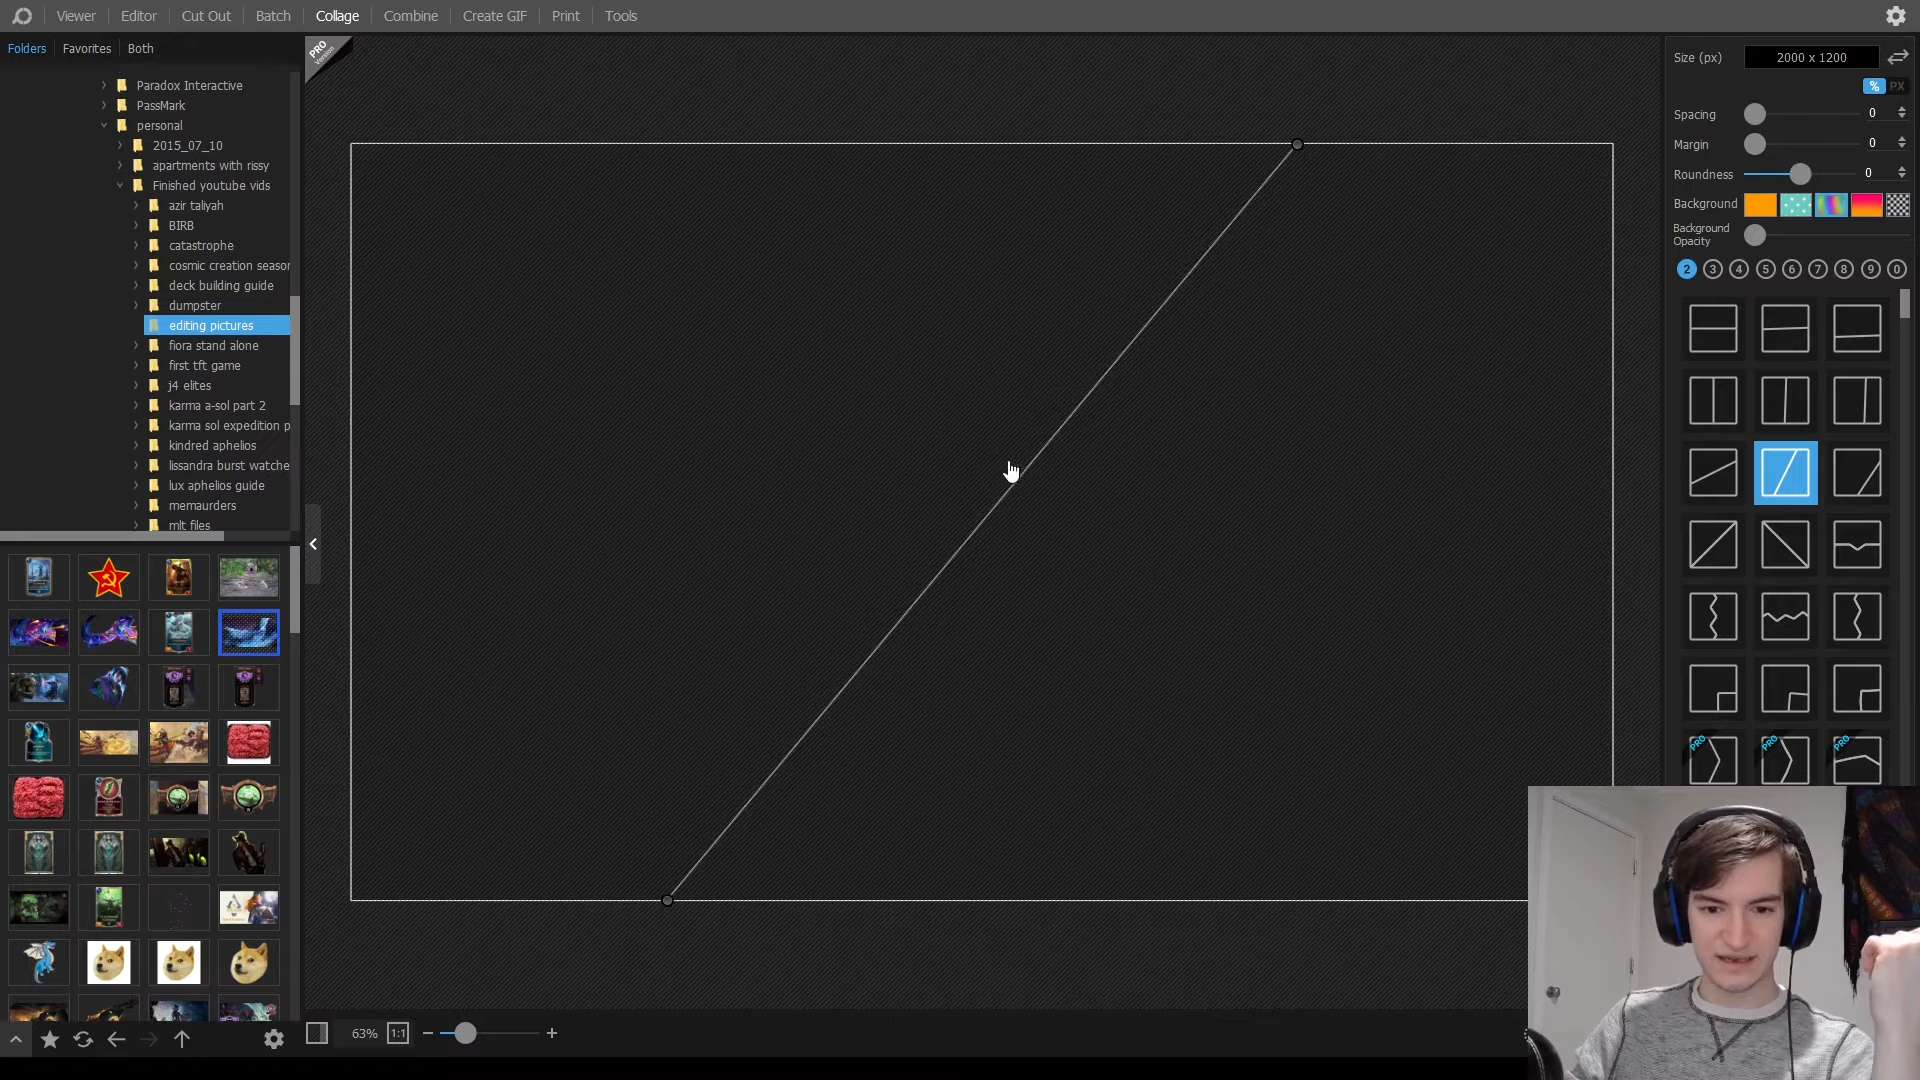 Viewer
Editor
Cut Out
Batch
Collage
Combine
Create GIF
Print
Tools
Folders
Favorites
Both
Paradox Interactive
PassMark
personal
2015_07_10
apartments with rissy
Finished youtube vids
azir taliyah
BIRB
catastrophe
cosmic creation season
deck building guide
dumpster
editing pictures
fiora stand alone
first tft game
j4 elites
karma a-sol part 2
karma sol expedition p
kindred aphelios
lissandra burst watche
lux aphelios guide
memaurders
mlt files
PRO
Version
63%
1:1
Size (px)
2000 x 1200
%
PX
Spacing
0
Margin
0
Roundness
0
Background
Background
Opacity
2
3
4
5
6
7
8
9
0
PRO
PRO
PRO